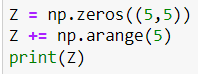 Z = np.zeros((5,5))
Z += np.arange(5)
print(Z)